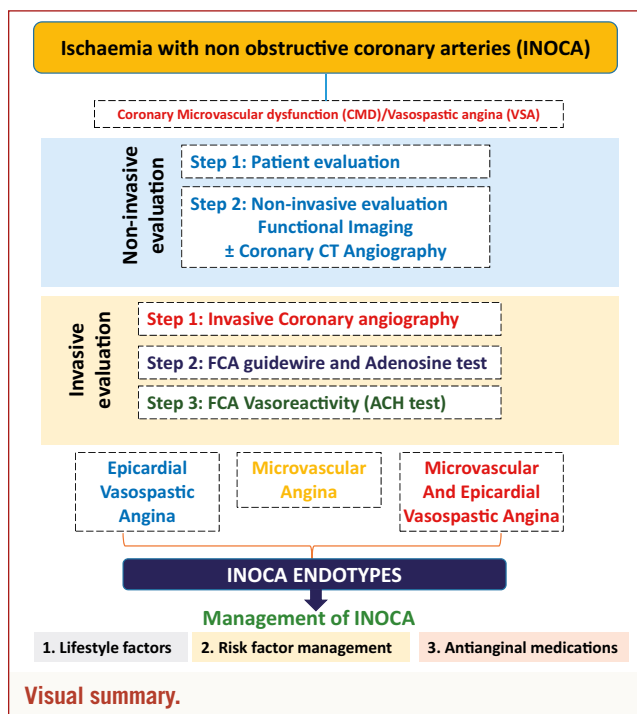 Ischaemia with non obstructive coronary arteries (INOCA)
Coronary Microvascular dysfunction (CMD)/Vasospastic angina (VSA)
Non-invasive
evaluation
Step 1: Patient evaluation
Step 2: Non-invasive evaluation
Functional Imaging
± Coronary CT Angiography
Invasive
evaluation
Step 1: Invasive Coronary angiography
Step 2: FCA guidewire and Adenosine test
Step 3: FCA Vasoreactivity (ACH test)
Epicardial
Vasospastic
Angina
Microvascular
Angina
Microvascular
And Epicardial
Vasospastic Angina
INOCA ENDOTYPES
Management of INOCA
1. Lifestyle factors
2. Risk factor management
3. Antianginal medications
Visual summary.